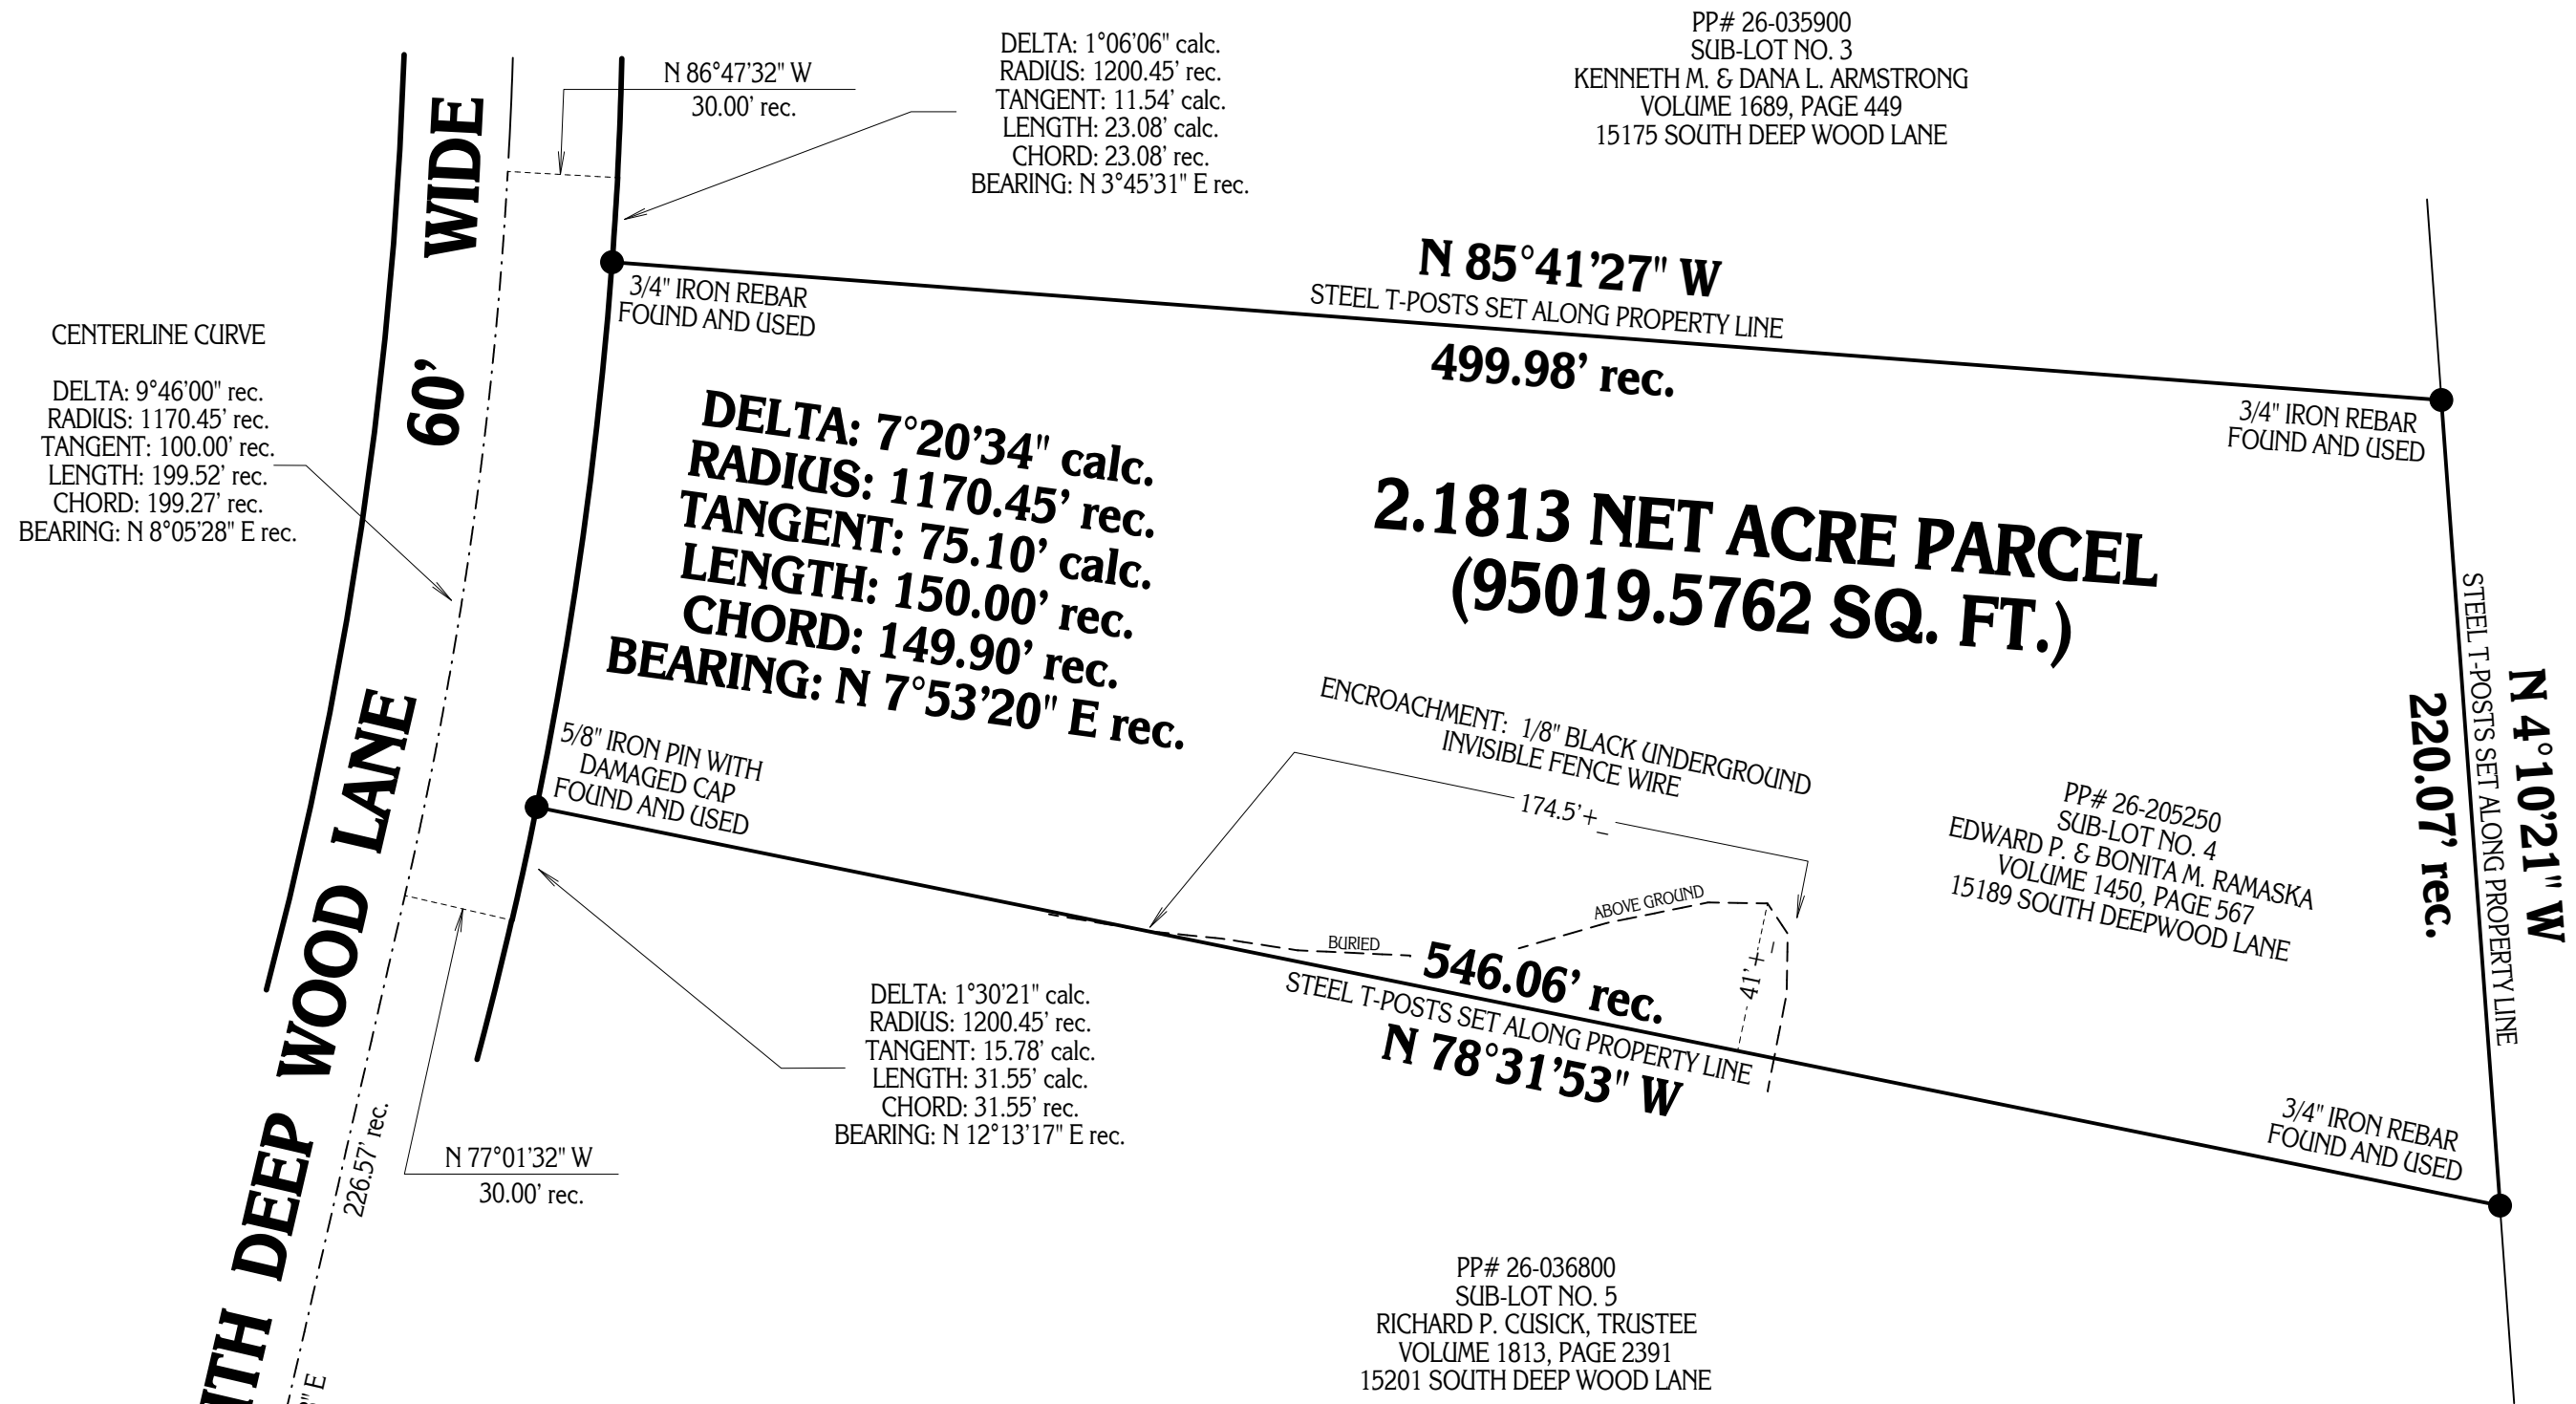 PP# 26-035900
SUB-LOT NO. 3
KENNETH M. & DANA L. ARMSTRONG
VOLUME 1689, PAGE 449
15175 SOUTH DEEP WOOD LANE
DELTA: 1°06'06" calc.
RADIUS: 1200.45' rec.
TANGENT: 11.54' calc.
LENGTH: 23.08' calc.
CHORD: 23.08' rec.
BEARING: N 3°45'31" E rec.
N 86°47'32" W
30.00' rec.
60' WIDE
N 85°41'27" W
STEEL T-POSTS SET ALONG PROPERTY LINE
499.98' rec.
3/4" IRON REBAR
FOUND AND USED
3/4" IRON REBAR
FOUND AND USED
CENTERLINE CURVE
DELTA: 9°46'00" rec.
RADIUS: 1170.45' rec.
TANGENT: 100.00' rec.
LENGTH: 199.52' rec.
CHORD: 199.27' rec.
BEARING: N 8°05'28" E rec.
DELTA: 7°20'34" calc.
RADIUS: 1170.45' rec.
TANGENT: 75.10' calc.
LENGTH: 150.00' rec.
CHORD: 149.90' rec.
BEARING: N 7°53'20" E rec.
2.1813 NET ACRE PARCEL
(95019.5762 SQ. FT.)
N 4°10'21" W
STEEL T-POSTS SET ALONG PROPERTY LINE
220.07' rec.
5/8" IRON PIN WITH
DAMAGED CAP
FOUND AND USED
ENCROACHMENT: 1/8" BLACK UNDERGROUND
INVISIBLE FENCE WIRE
174.5'+_
PP# 26-205250
SUB-LOT NO. 4
EDWARD P. & BONITA M. RAMASKA
VOLUME 1450, PAGE 567
15189 SOUTH DEEPWOOD LANE
ABOVE GROUND
BURIED
41'+_
546.06' rec.
STEEL T-POSTS SET ALONG PROPERTY LINE
N 78°31'53" W
DELTA: 1°30'21" calc.
RADIUS: 1200.45' rec.
TANGENT: 15.78' calc.
LENGTH: 31.55' calc.
CHORD: 31.55' rec.
BEARING: N 12°13'17" E rec.
N 77°01'32" W
30.00' rec.
3/4" IRON REBAR
FOUND AND USED
DEEP WOOD LANE
226.57' rec.
PP# 26-036800
SUB-LOT NO. 5
RICHARD P. CUSICK, TRUSTEE
VOLUME 1813, PAGE 2391
15201 SOUTH DEEP WOOD LANE